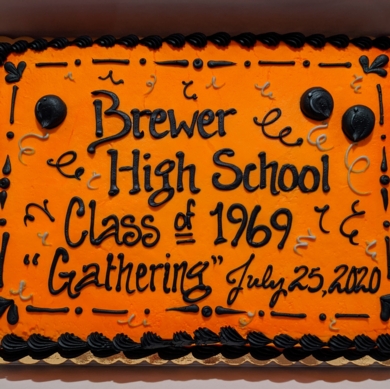 Brewer
High School
Class of 1969
"Gathering" July, 25, 2020